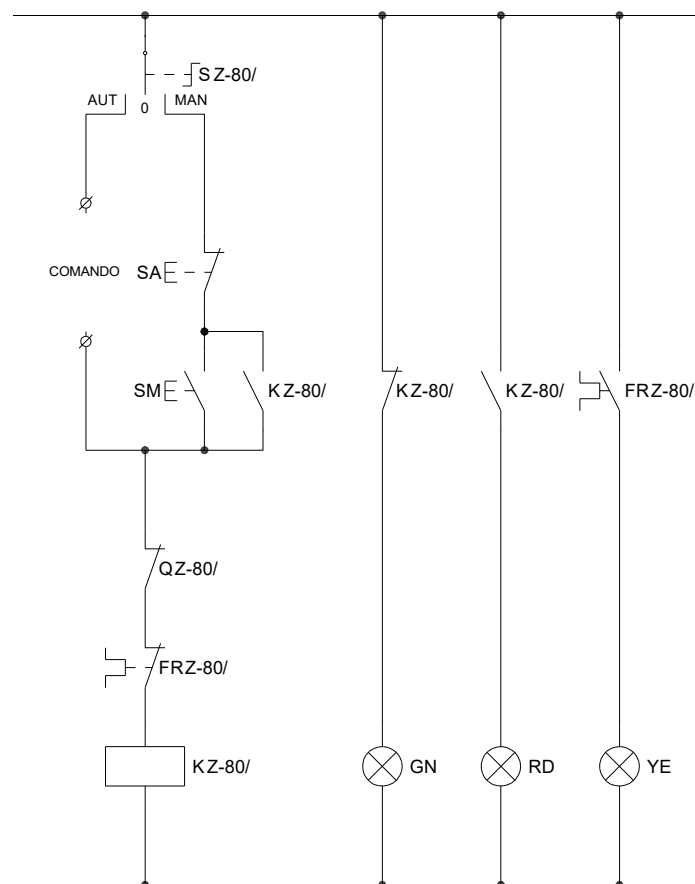 SZ-80/
AUT
0
MAN
COMANDO
SA
SM
KZ-80/
KZ-80/
KZ-80/
FRZ-80/
QZ-80/
FRZ-80/
KZ-80/
GN
RD
YE